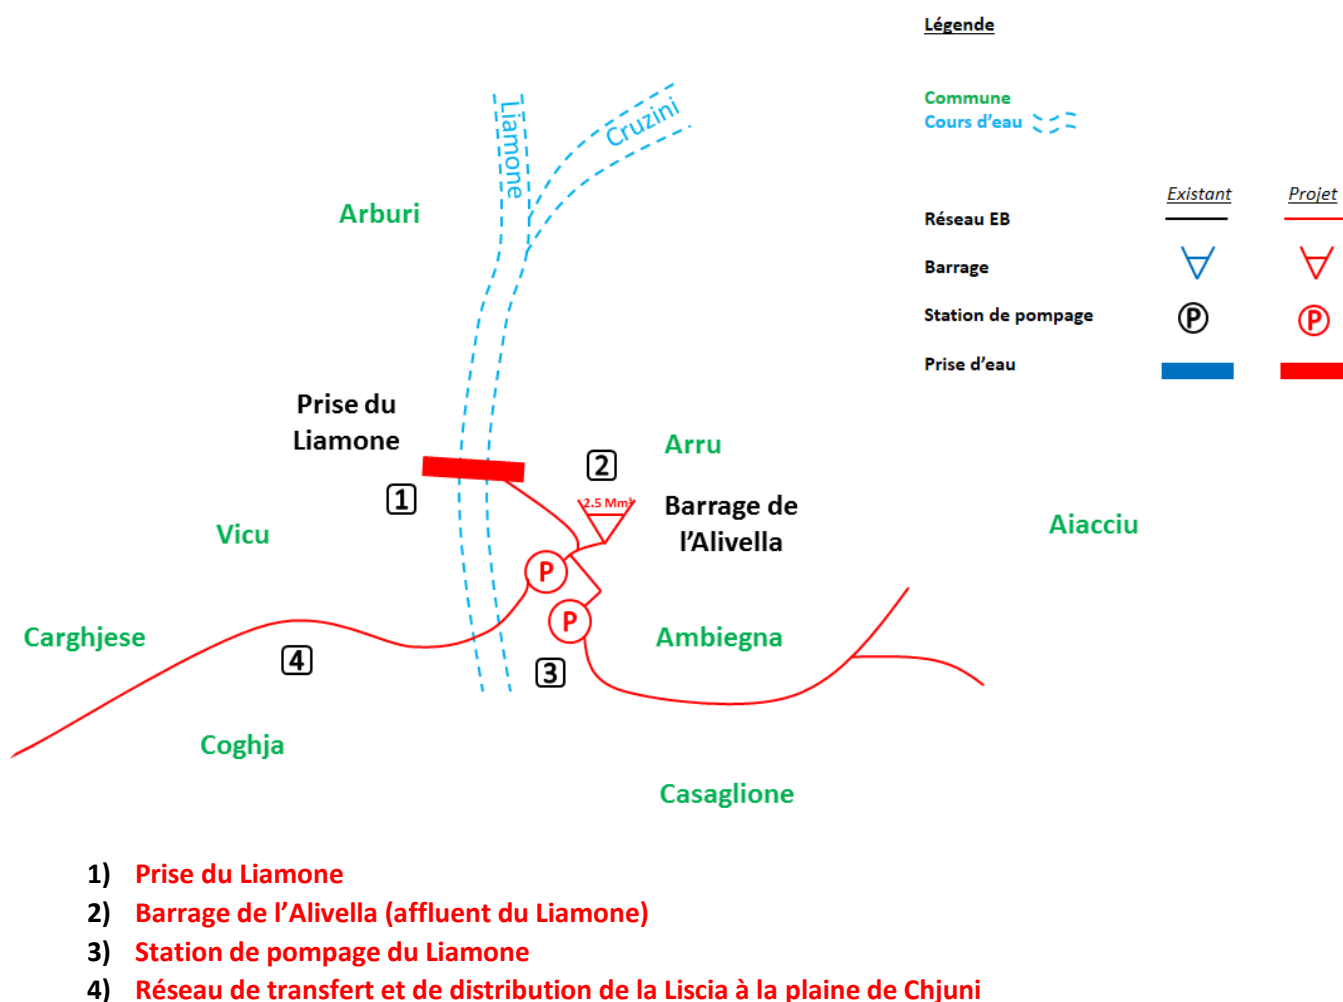 Légende
Commune
Cours d'eau
Existant Projet
Réseau EB
Barrage
Station de pompage
P P
Prise d'eau
Liamone
Cruzini
Arburi
Prise du
Liamone
1
2
Arru
2.5 Mm³
Barrage de
l'Alivella
Vicu
Aiacciu
P
P
Carghjese
Ambiegna
4
3
Coghja
Casaglione
1) Prise du Liamone
2) Barrage de l'Alivella (affluent du Liamone)
3) Station de pompage du Liamone
4) Réseau de transfert et de distribution de la Liscia à la plaine de Chjuni